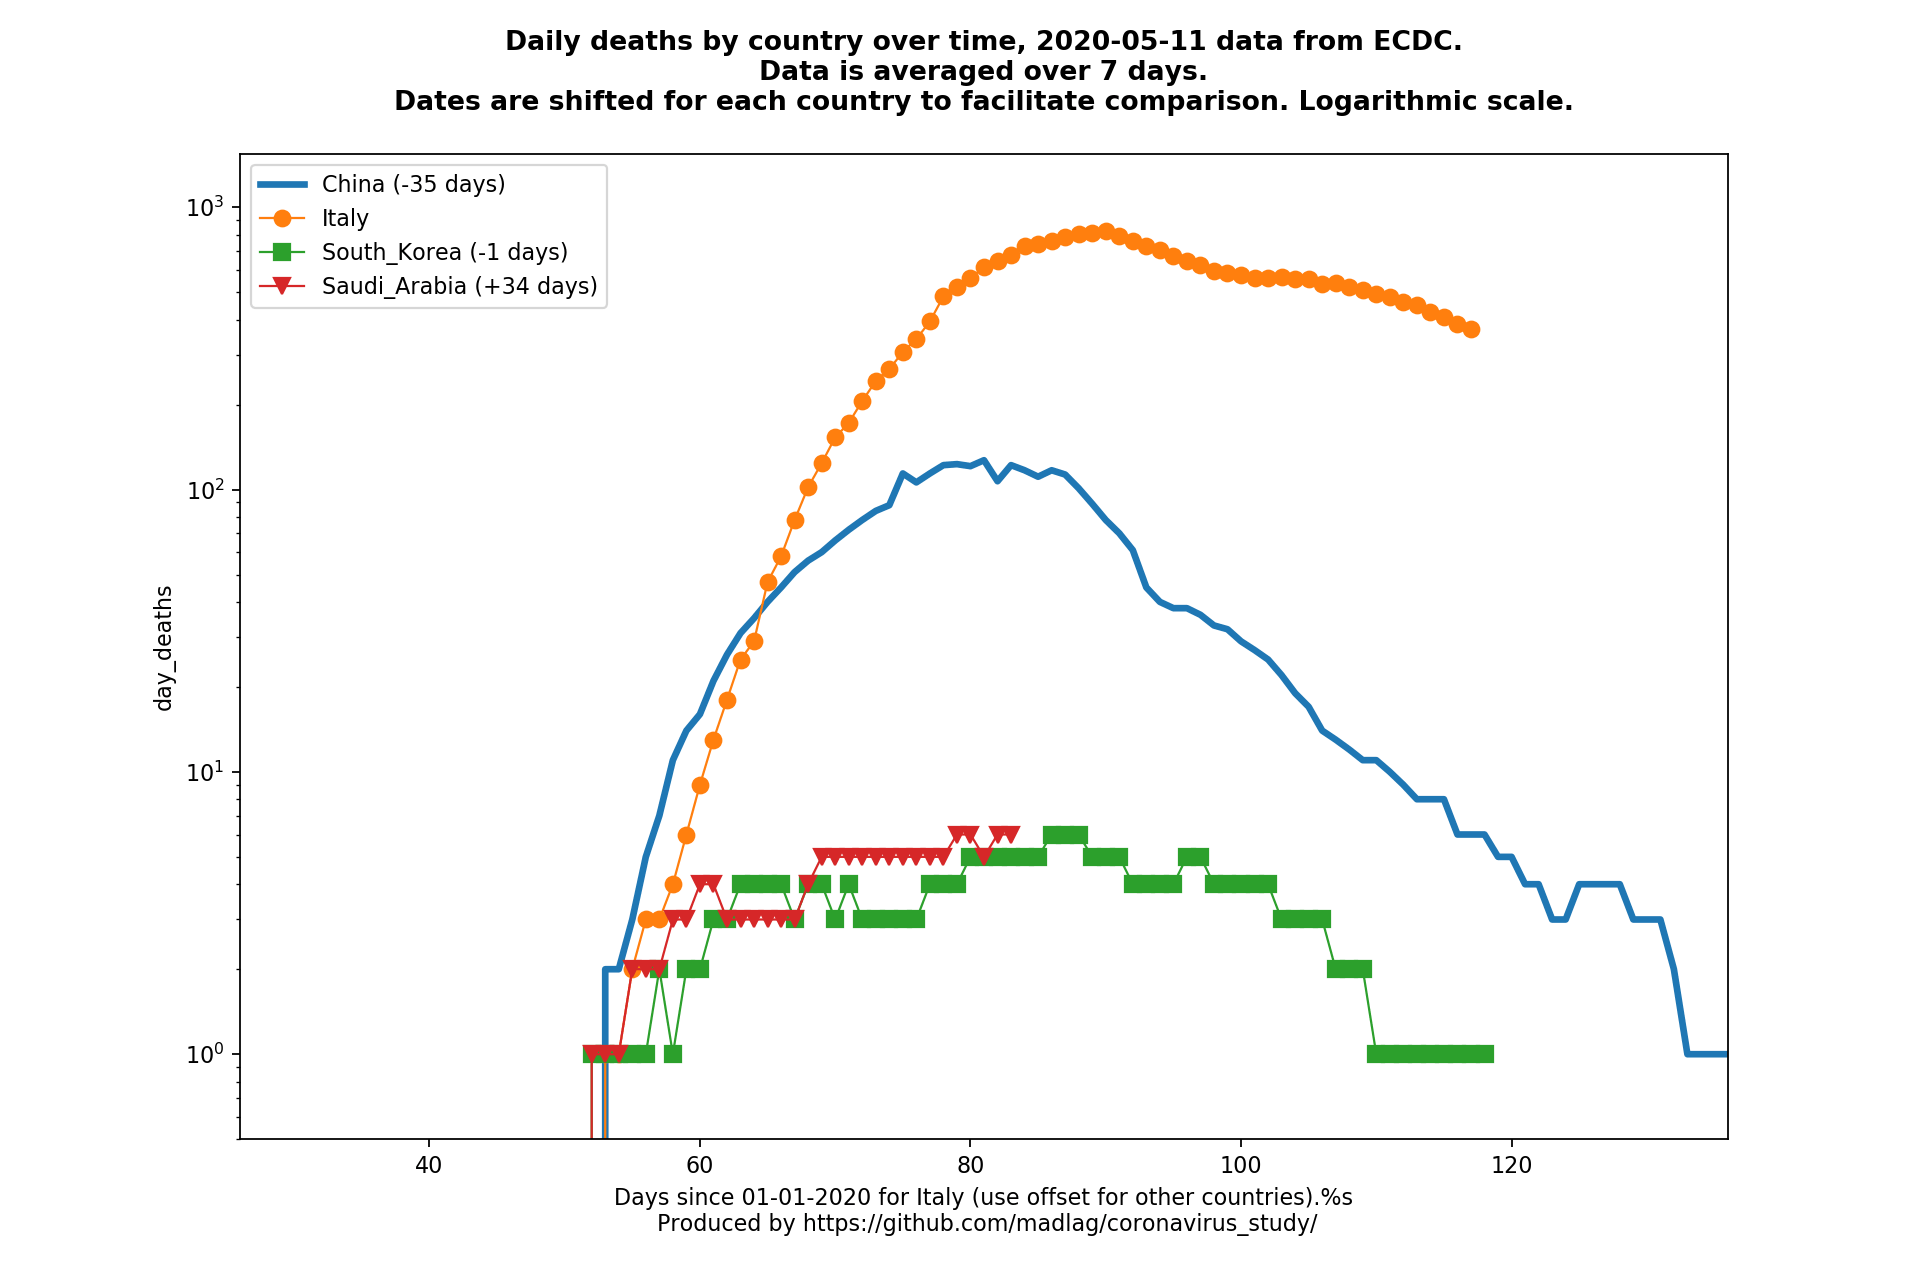 Daily deaths by country over time, 2020-05-11 data from ECDC.
Data is averaged over 7 days.
Dates are shifted for each country to facilitate comparison. Logarithmic scale.
China (-35 days)
Italy
South_Korea (-1 days)
Saudi_Arabia (+34 days)
10³
10²
10¹
10⁰
day_deaths
40 60 80 100 120
Days since 01-01-2020 for Italy (use offset for other countries).%s
Produced by https://github.com/madlag/coronavirus_study/